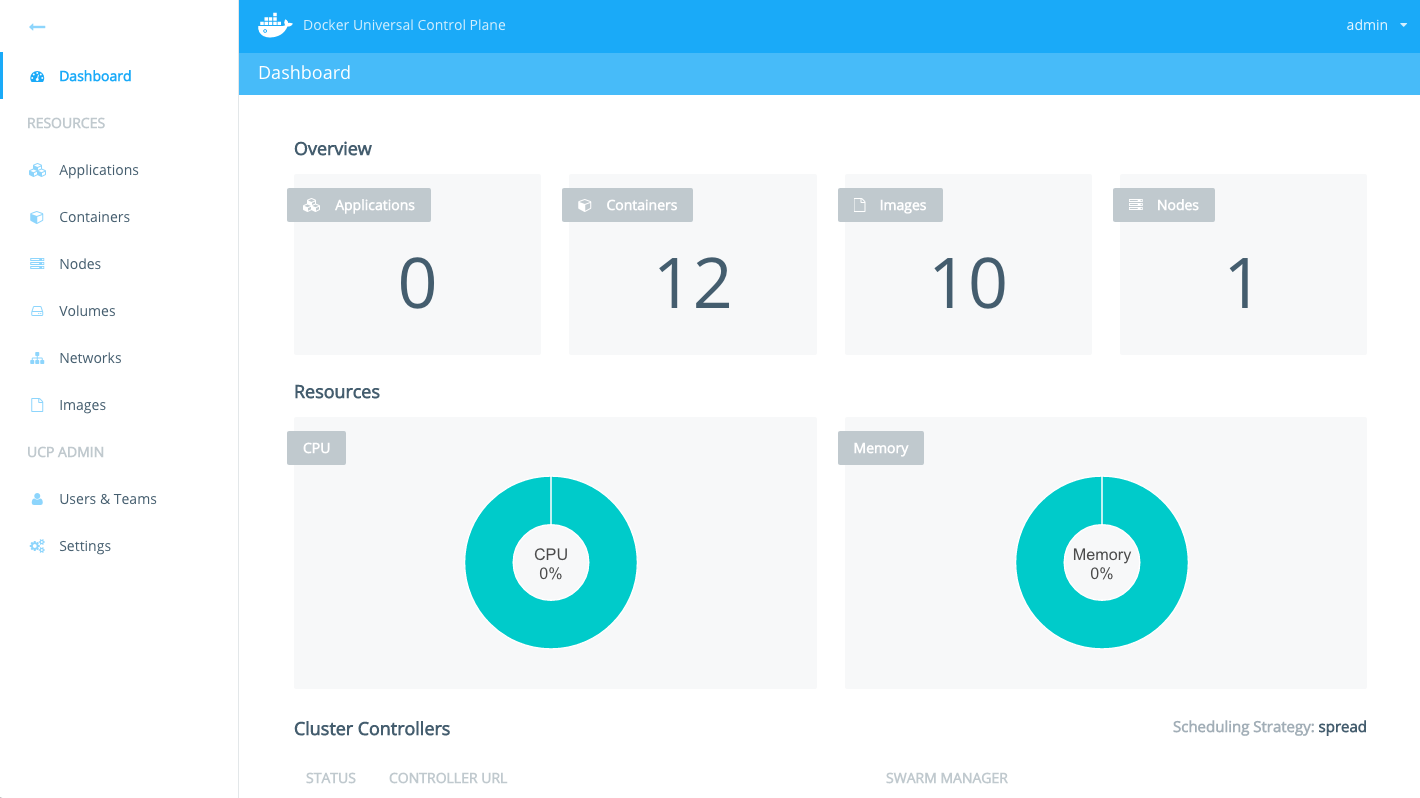 Docker Universal Control Plane
admin
Dashboard
Dashboard
RESOURCES
Applications
Containers
Nodes
Volumes
Networks
Images
UCP ADMIN
Users & Teams
Settings
Overview
Applications
0
Containers
12
Images
10
Nodes
1
Resources
CPU
CPU
0%
Memory
Memory
0%
Cluster Controllers
Scheduling Strategy: spread
STATUS CONTROLLER URL SWARM MANAGER